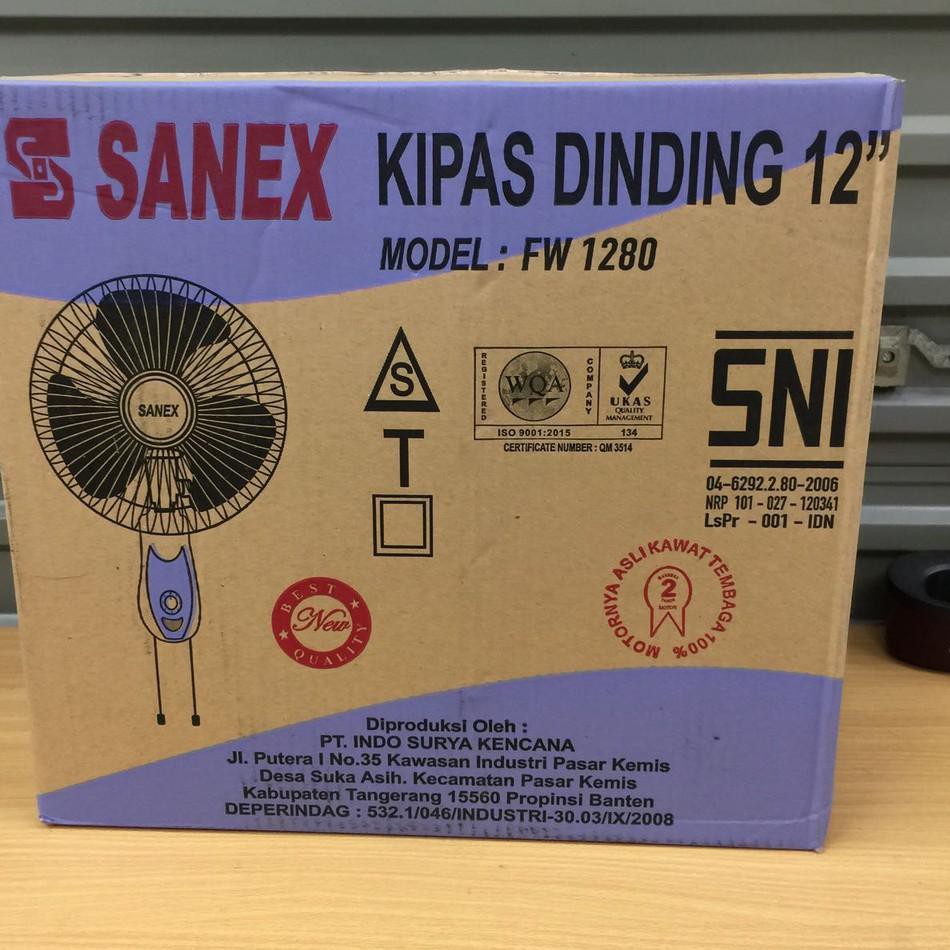 SANEX
KIPAS DINDING 12”
MODEL : FW 1280
SANEX
S
T
REGISTERED
WQA
COMPANY
UKAS
QUALITY
MANAGEMENT
ISO 9001:2015
134
CERTIFICATE NUMBER : QM 3514
SNI
04-6292.2.80-2006
NRP 101 - 027 - 120341
LsPr - 001 - IDN
BEST
New
QUALITY
MOTORNYA ASLI KAWAT TEMBAGA 100%
GARANSI
2
TAHUN
MOTOR
Diproduksi Oleh :
PT. INDO SURYA KENCANA
Jl. Putera I No.35 Kawasan Industri Pasar Kemis
Desa Suka Asih. Kecamatan Pasar Kemis
Kabupaten Tangerang 15560 Propinsi Banten
DEPERINDAG : 532.1/046/INDUSTRI-30.03/IX/2008